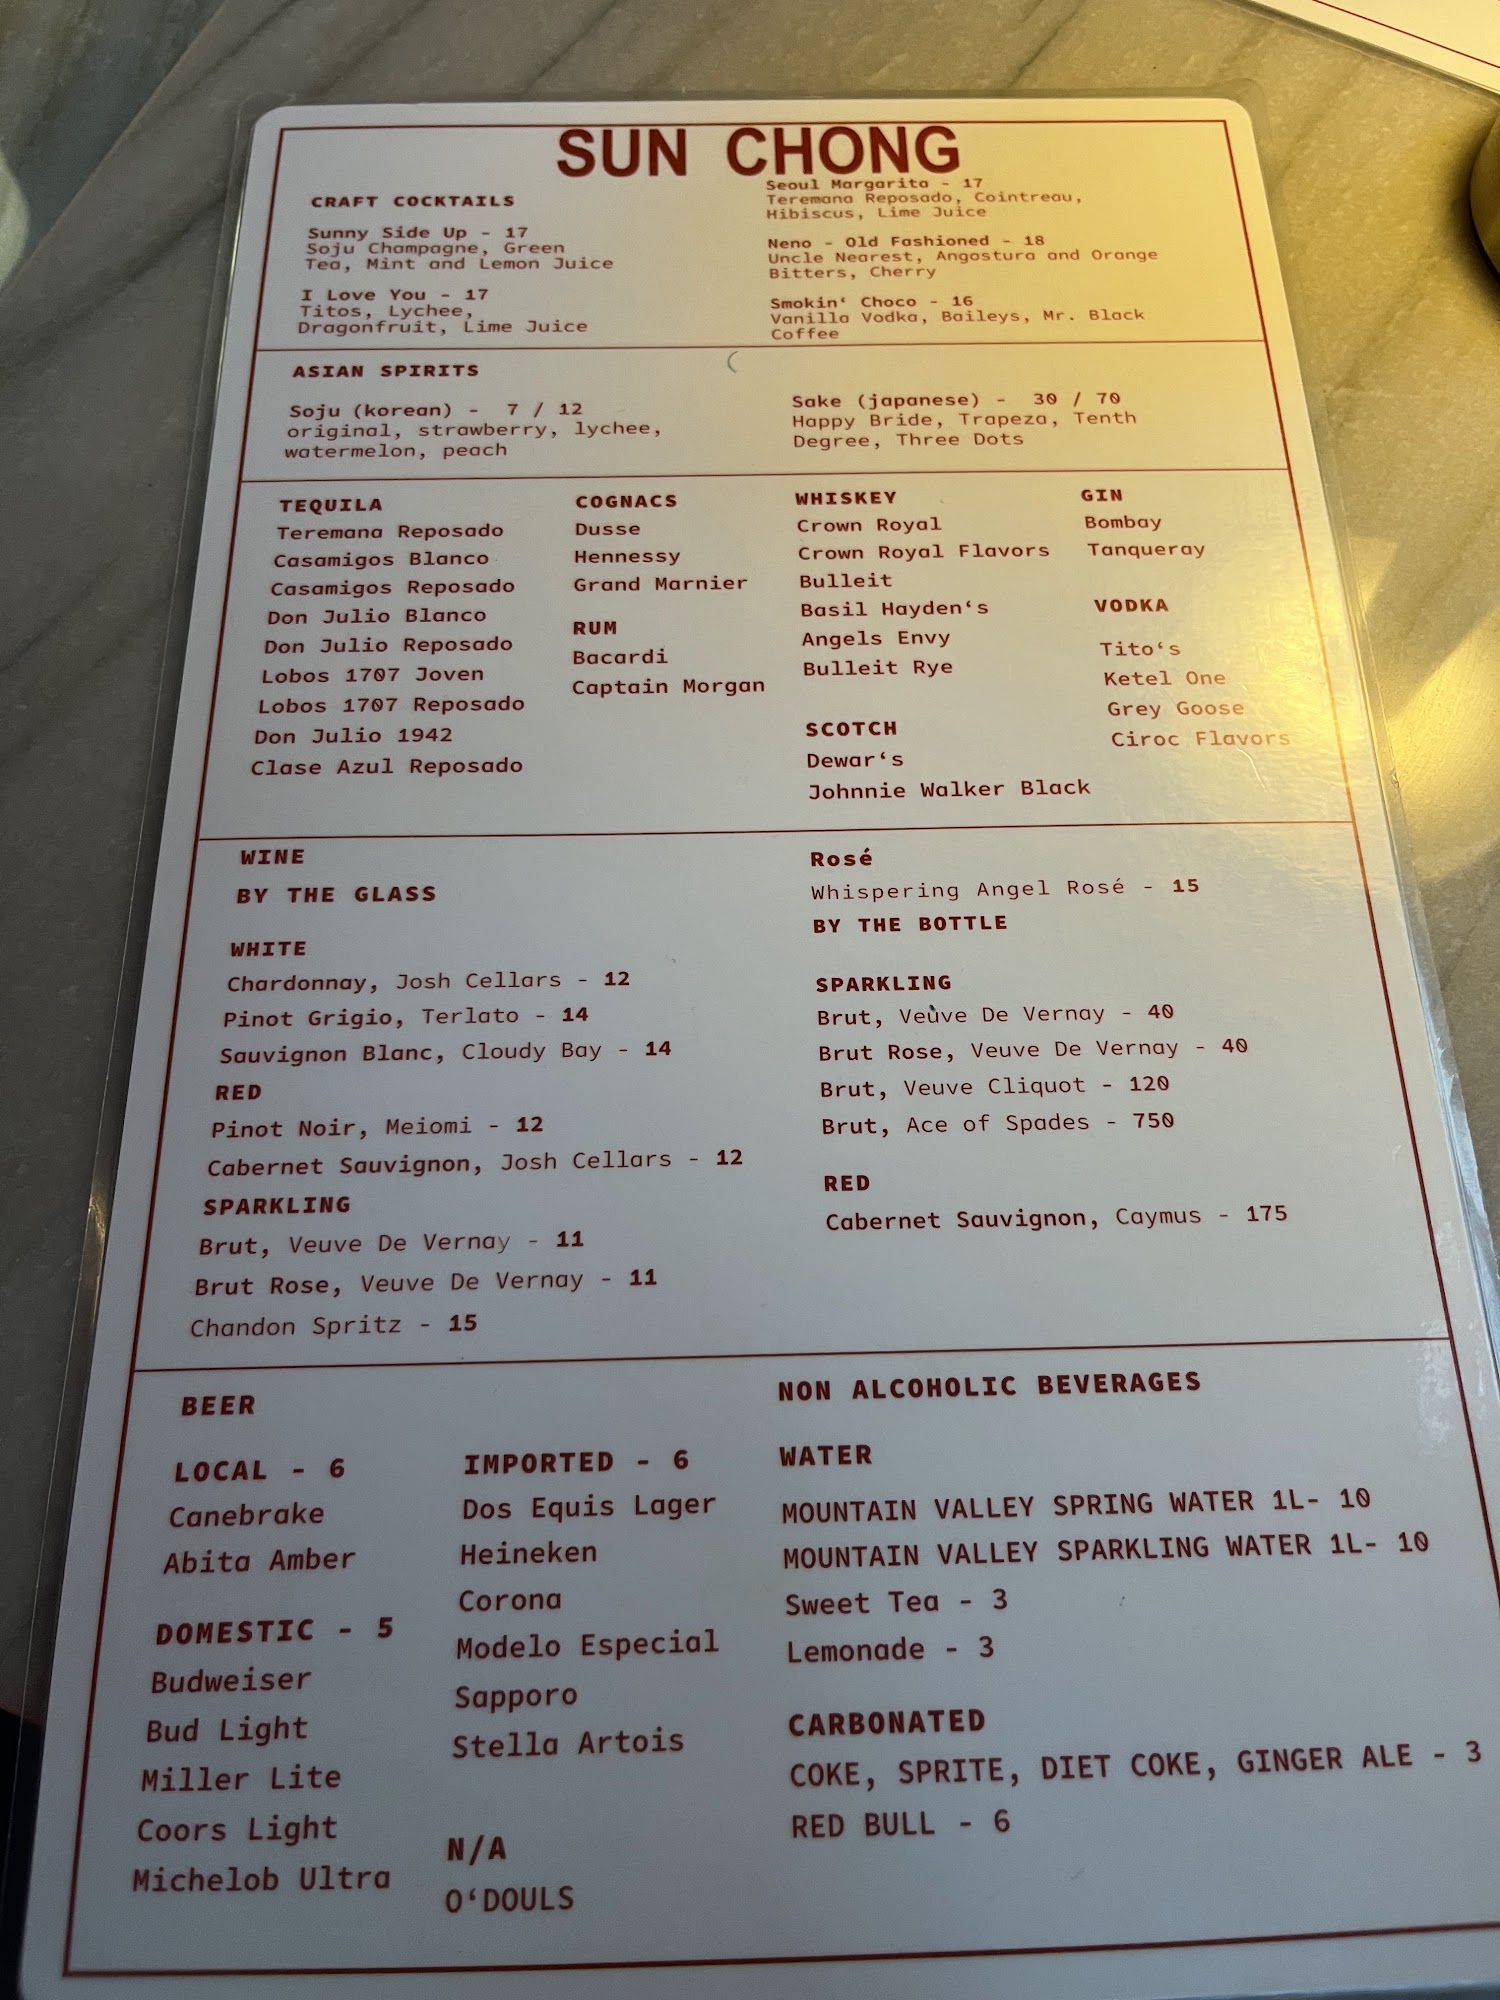 SUN CHONG
CRAFT COCKTAILS
Sunny Side Up - 17
Soju Champagne, Green
Tea, Mint and Lemon Juice
I Love You - 17
Titos, Lychee,
Dragonfruit, Lime Juice
Seoul Margarita - 17
Teremana Reposado, Cointreau,
Hibiscus, Lime Juice
Neno - Old Fashioned - 18
Uncle Nearest, Angostura and Orange
Bitters, Cherry
Smokin‘ Choco - 16
Vanilla Vodka, Baileys, Mr. Black
Coffee
ASIAN SPIRITS
Soju (korean) - 7 / 12
original, strawberry, lychee,
watermelon, peach
Sake (japanese) - 30 / 70
Happy Bride, Trapeza, Tenth
Degree, Three Dots
TEQUILA
Teremana Reposado
Casamigos Blanco
Casamigos Reposado
Don Julio Blanco
Don Julio Reposado
Lobos 1707 Joven
Lobos 1707 Reposado
Don Julio 1942
Clase Azul Reposado
COGNACS
Dusse
Hennessy
Grand Marnier
RUM
Bacardi
Captain Morgan
WHISKEY
Crown Royal
Crown Royal Flavors
Bulleit
Basil Hayden‘s
Angels Envy
Bulleit Rye
SCOTCH
Dewar‘s
Johnnie Walker Black
GIN
Bombay
Tanqueray
VODKA
Tito‘s
Ketel One
Grey Goose
Ciroc Flavors
WINE
BY THE GLASS
WHITE
Chardonnay, Josh Cellars - 12
Pinot Grigio, Terlato - 14
Sauvignon Blanc, Cloudy Bay - 14
RED
Pinot Noir, Meiomi - 12
Cabernet Sauvignon, Josh Cellars - 12
SPARKLING
Brut, Veuve De Vernay - 11
Brut Rose, Veuve De Vernay - 11
Chandon Spritz - 15
Rosé
Whispering Angel Rosé - 15
BY THE BOTTLE
SPARKLING
Brut, Veuve De Vernay - 40
Brut Rose, Veuve De Vernay - 40
Brut, Veuve Cliquot - 120
Brut, Ace of Spades - 750
RED
Cabernet Sauvignon, Caymus - 175
BEER
LOCAL - 6
Canebrake
Abita Amber
DOMESTIC - 5
Budweiser
Bud Light
Miller Lite
Coors Light
Michelob Ultra
IMPORTED - 6
Dos Equis Lager
Heineken
Corona
Modelo Especial
Sapporo
Stella Artois
N/A
O‘DOULS
NON ALCOHOLIC BEVERAGES
WATER
MOUNTAIN VALLEY SPRING WATER 1L- 10
MOUNTAIN VALLEY SPARKLING WATER 1L- 10
Sweet Tea - 3
Lemonade - 3
CARBONATED
COKE, SPRITE, DIET COKE, GINGER ALE - 3
RED BULL - 6